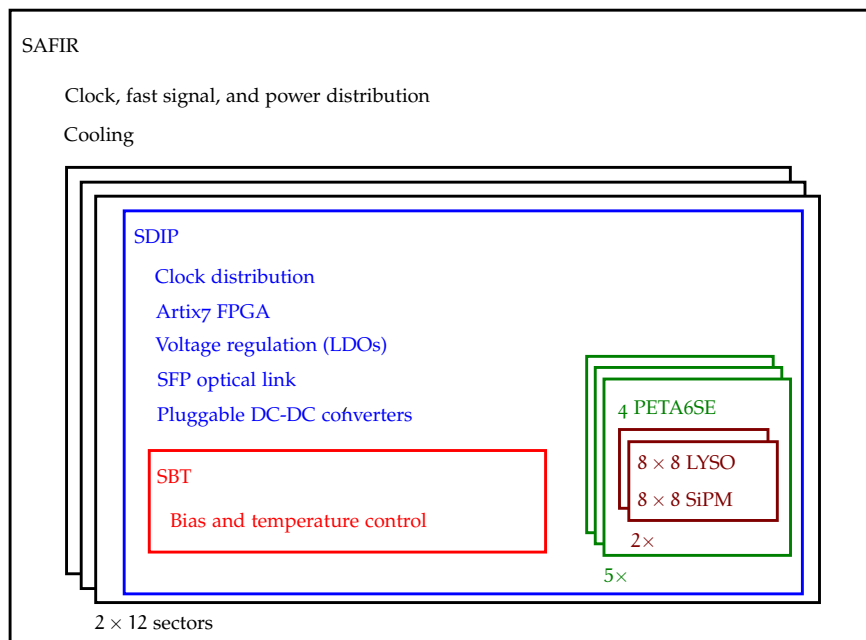 SAFIR
Clock, fast signal, and power distribution
Cooling
SDIP
Clock distribution
Artix7 FPGA
Voltage regulation (LDOs)
SFP optical link
Pluggable DC-DC converters
SBT
Bias and temperature control
4 PETA6SE
8 × 8 LYSO
8 × 8 SiPM
2×
5×
2 × 12 sectors